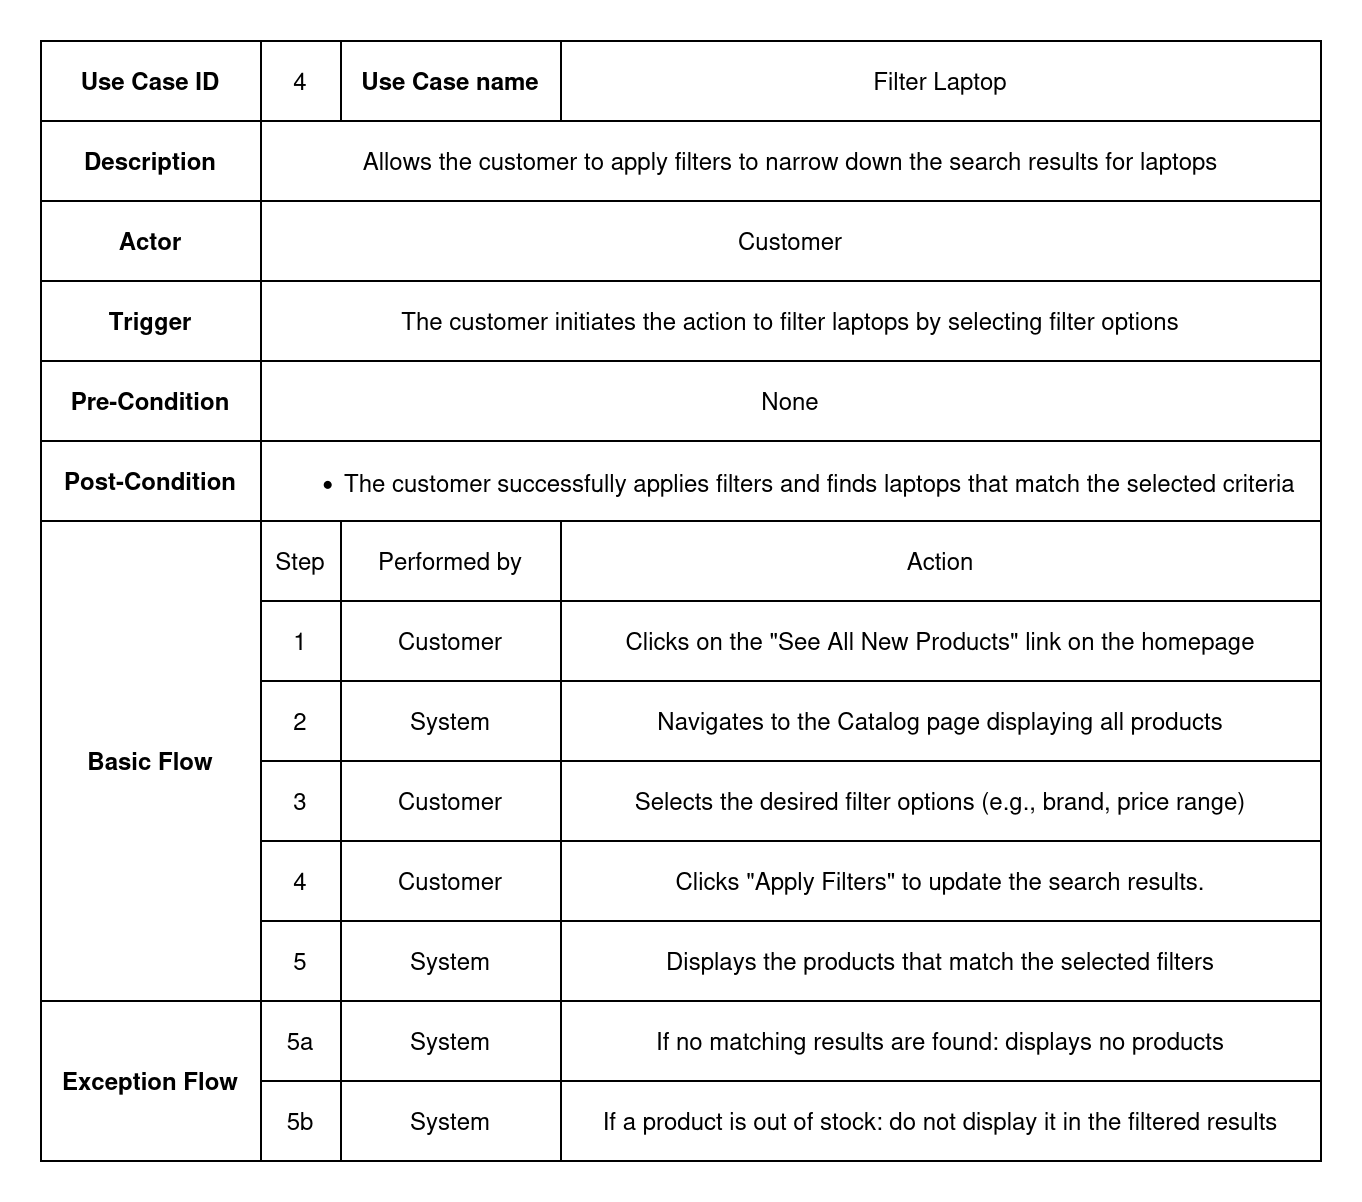 Use Case ID 4 Use Case name Filter Laptop
Description Allows the customer to apply filters to narrow down the search results for laptops
Actor Customer
Trigger The customer initiates the action to filter laptops by selecting filter options
Pre-Condition None
Post-Condition • The customer successfully applies filters and finds laptops that match the selected criteria
Step Performed by Action
1 Customer Clicks on the "See All New Products" link on the homepage
2 System Navigates to the Catalog page displaying all products
Basic Flow
3 Customer Selects the desired filter options (e.g., brand, price range)
4 Customer Clicks "Apply Filters" to update the search results.
5 System Displays the products that match the selected filters
5a System If no matching results are found: displays no products
Exception Flow
5b System If a product is out of stock: do not display it in the filtered results